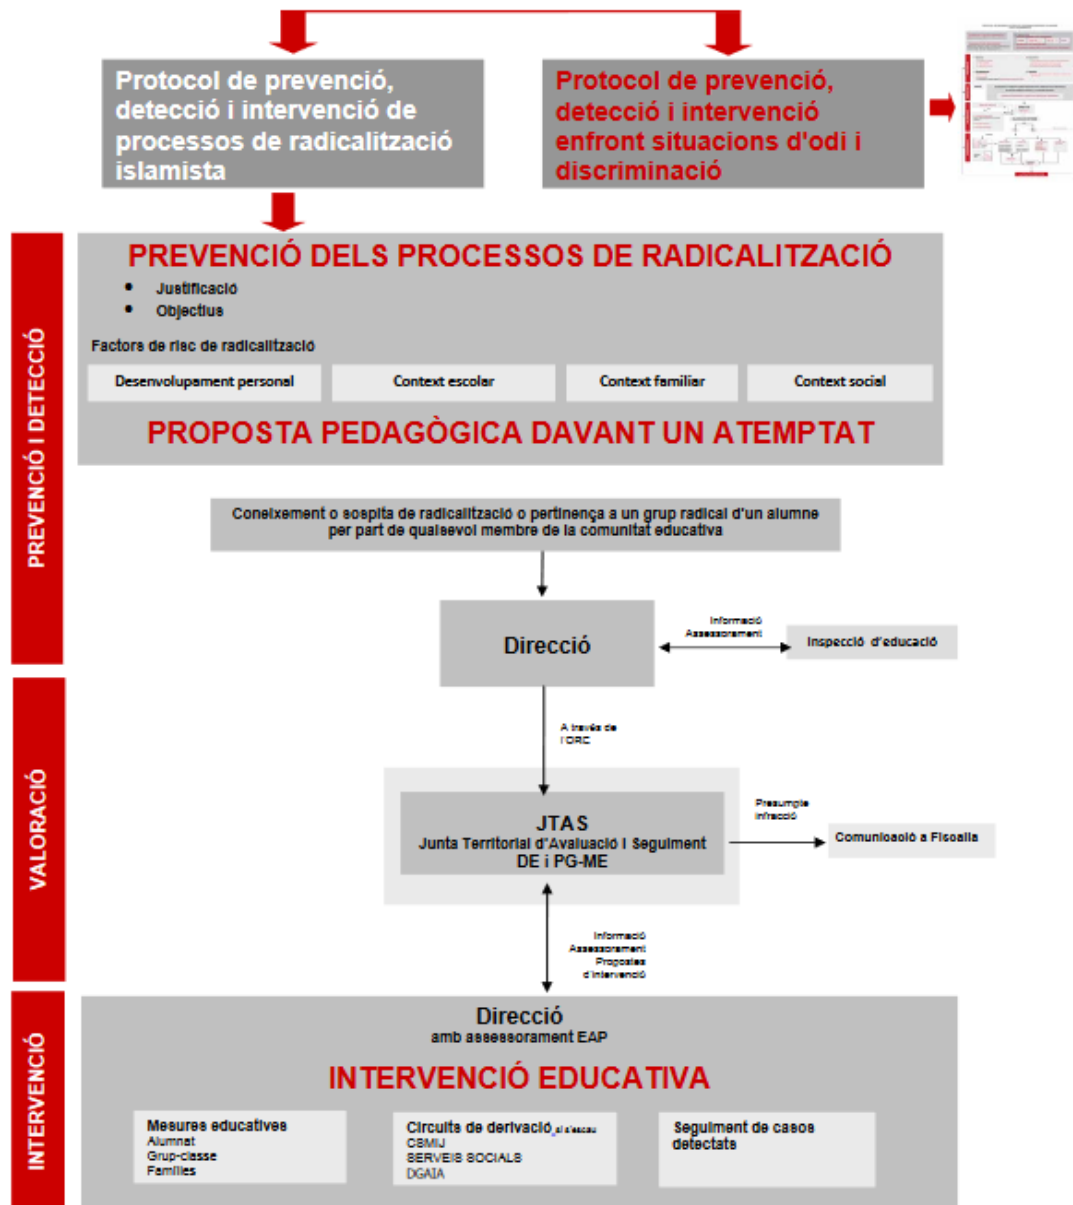 Protocol de prevenció,
detecció i intervenció de
processos de radicalització
islamista
Protocol de prevenció,
detecció i intervenció
enfront situacions d'odi i
discriminació
PREVENCIÓ I DETECCIÓ
PREVENCIÓ DELS PROCESSOS DE RADICALITZACIÓ
• Justificació
• Objectius
Factors de risc de radicalització
Desenvolupament personal
Context escolar
Context familiar
Context social
PROPOSTA PEDAGÒGICA DAVANT UN ATEMPTAT
Coneixement o sospita de radicalització o pertinença a un grup radical d'un alumne
per part de qualsevol membre de la comunitat educativa
Direcció
Informació
Assessorament
Inspecció d'educació
VALORACIÓ
A través de
l'ORC
JTAS
Junta Territorial d'Avaluació i Seguiment
DE i PG-ME
Presumpte
infracció
Comunicació a Fiscalia
Informació
Assessorament
Propostes
d'intervenció
INTERVENCIÓ
Direcció
amb assessorament EAP
INTERVENCIÓ EDUCATIVA
Mesures educatives
Alumnat
Grup-classe
Famílies
Circuits de derivació si s'escau
CSMIJ
SERVEIS SOCIALS
DGAIA
Seguiment de casos
detectats